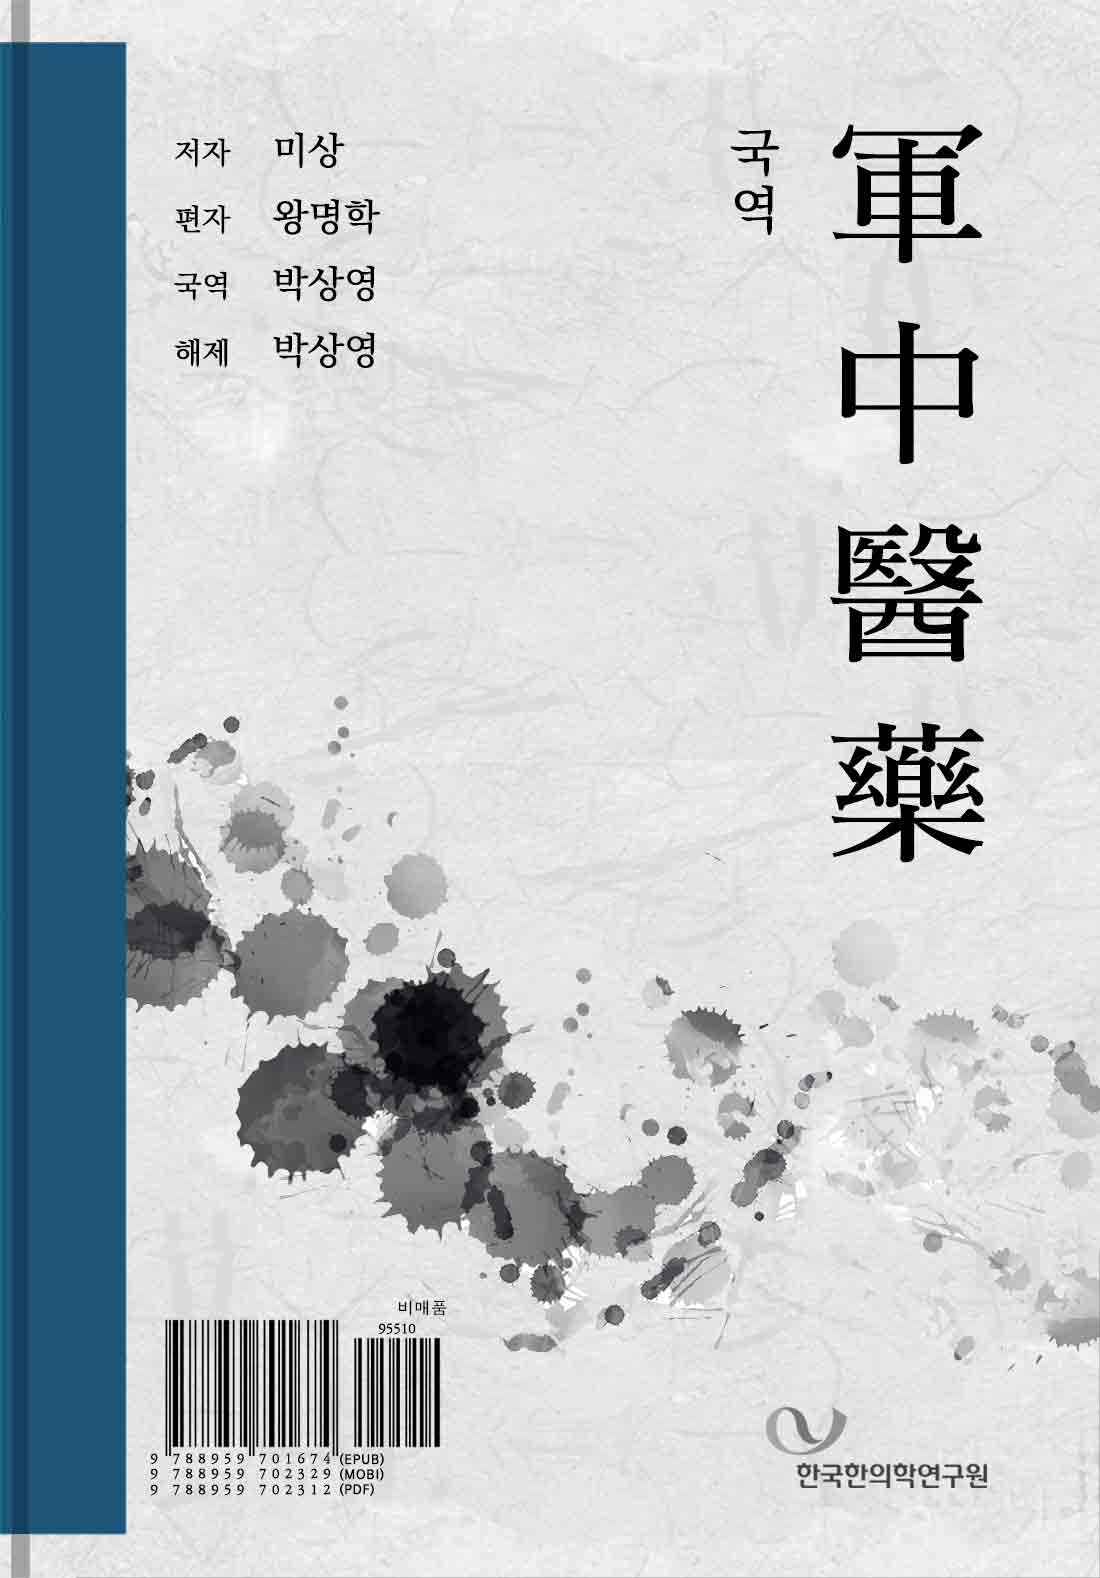 국역
軍中醫藥
저자 미상
편자 왕명학
국역 박상영
해제 박상영
비매품
95510
9 788959 701674 (EPUB)
9 788959 702329 (MOBI)
9 788959 702312 (PDF)
한국한의학연구원